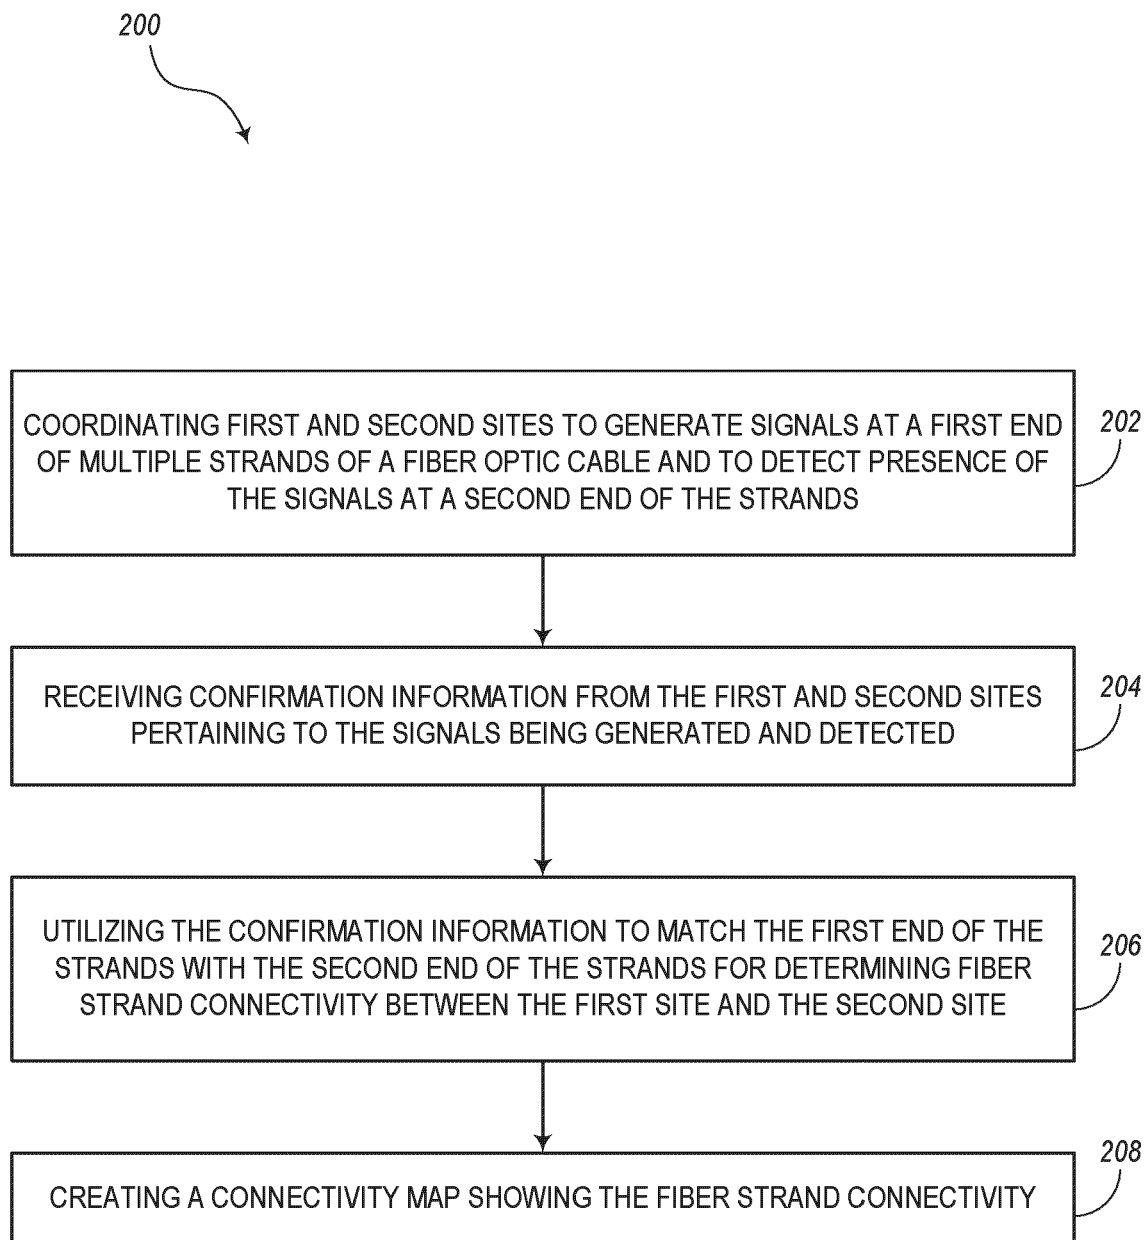 200
COORDINATING FIRST AND SECOND SITES TO GENERATE SIGNALS AT A FIRST END
OF MULTIPLE STRANDS OF A FIBER OPTIC CABLE AND TO DETECT PRESENCE OF
THE SIGNALS AT A SECOND END OF THE STRANDS
202
RECEIVING CONFIRMATION INFORMATION FROM THE FIRST AND SECOND SITES
PERTAINING TO THE SIGNALS BEING GENERATED AND DETECTED
204
UTILIZING THE CONFIRMATION INFORMATION TO MATCH THE FIRST END OF THE
STRANDS WITH THE SECOND END OF THE STRANDS FOR DETERMINING FIBER
STRAND CONNECTIVITY BETWEEN THE FIRST SITE AND THE SECOND SITE
206
CREATING A CONNECTIVITY MAP SHOWING THE FIBER STRAND CONNECTIVITY
208